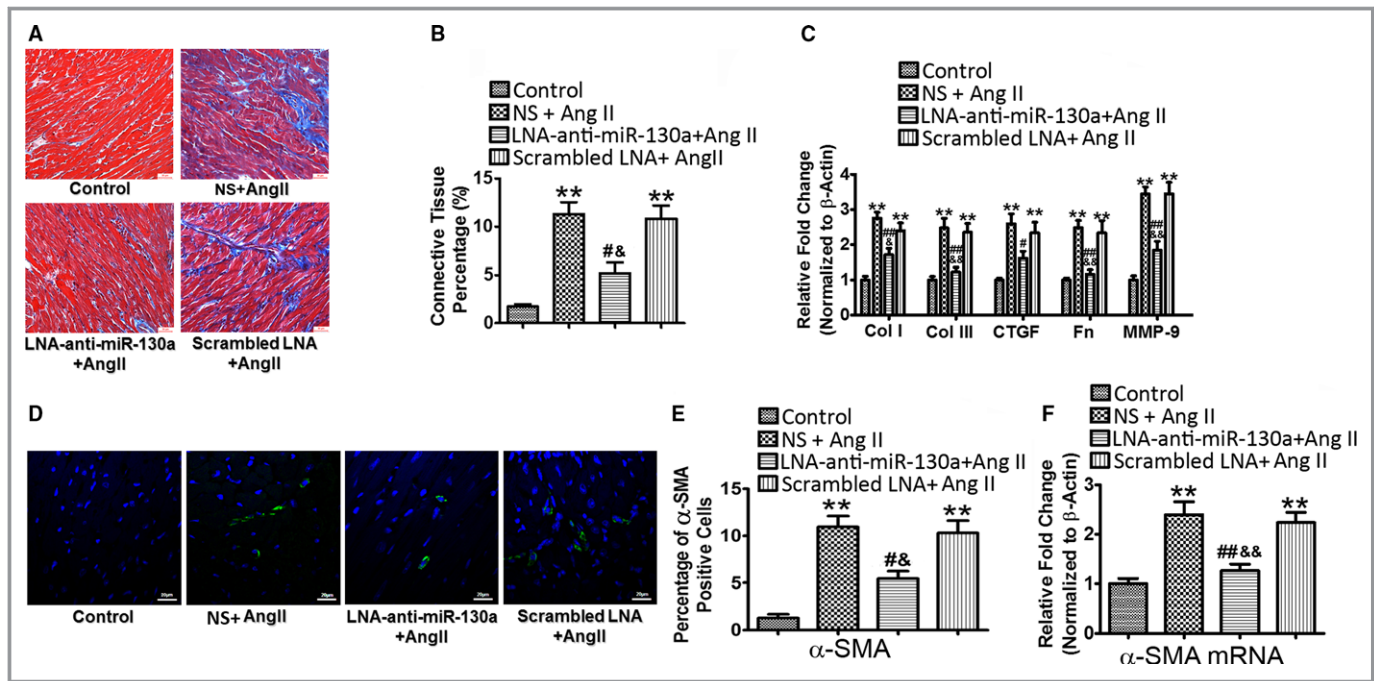 A
Control
NS+AngII
LNA-anti-miR-130a
+AngII
Scrambled LNA
+AngII
B
Control
NS + Ang II
LNA-anti-miR-130a+Ang II
Scrambled LNA+ AngII
Connective Tissue
Percentage (%)
15
10
5
0
**
#&
**
C
Control
NS + Ang II
LNA-anti-miR-130a+Ang II
Scrambled LNA+ Ang II
Relative Fold Change
(Normalized to β-Actin)
4
3
2
1
0
**
##
&
**
**
##
&&
**
**
#
**
**
##
&&
**
**
##
&&
**
Col I
Col III
CTGF
Fn
MMP-9
D
20μm
20μm
20μm
20μm
Control
NS+ AngII
LNA-anti-miR-130a
+AngII
Scrambled LNA
+AngII
E
Control
NS + Ang II
LNA-anti-miR-130a+Ang II
Scrambled LNA+ Ang II
Percentage of α-SMA
Positive Cells
15
10
5
0
**
#&
**
α-SMA
F
Control
NS + Ang II
LNA-anti-miR-130a+Ang II
Scrambled LNA+ Ang II
Relative Fold Change
(Normalized to β-Actin)
3
2
1
0
**
##&&
**
α-SMA mRNA